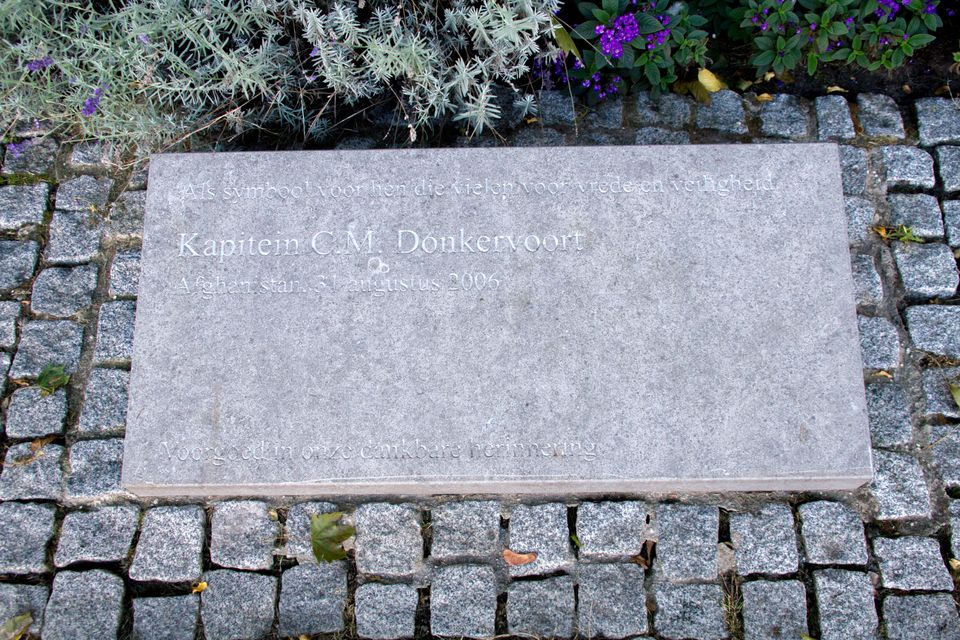 Als symbool voor hen die vielen voor vrede en veiligheid.
Kapitein C.M. Donkervoort
Afghanistan, 31 augustus 2006
Voorgoed in onze dankbare herinnering